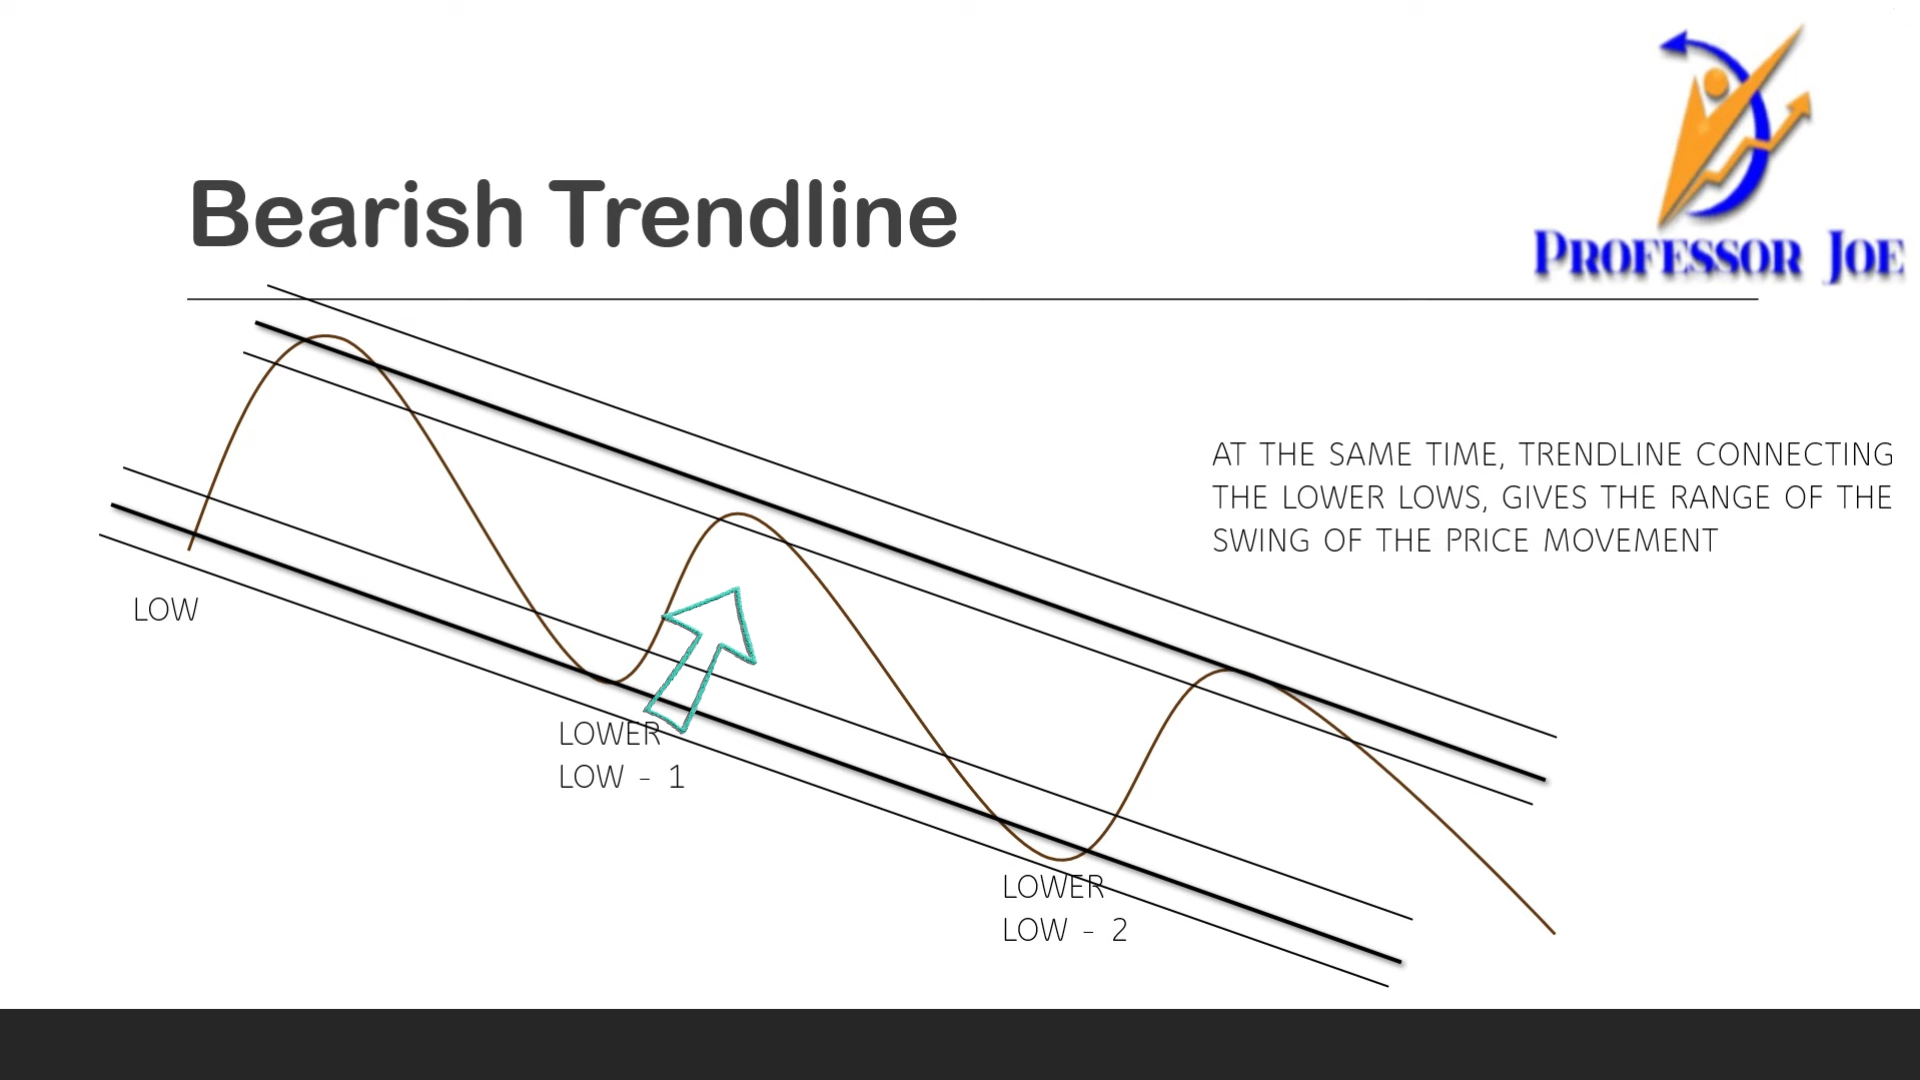 Bearish Trendline
PROFESSOR JOE
AT THE SAME TIME, TRENDLINE CONNECTING
THE LOWER LOWS, GIVES THE RANGE OF THE
SWING OF THE PRICE MOVEMENT
LOW
LOWER
LOW - 1
LOWER
LOW - 2